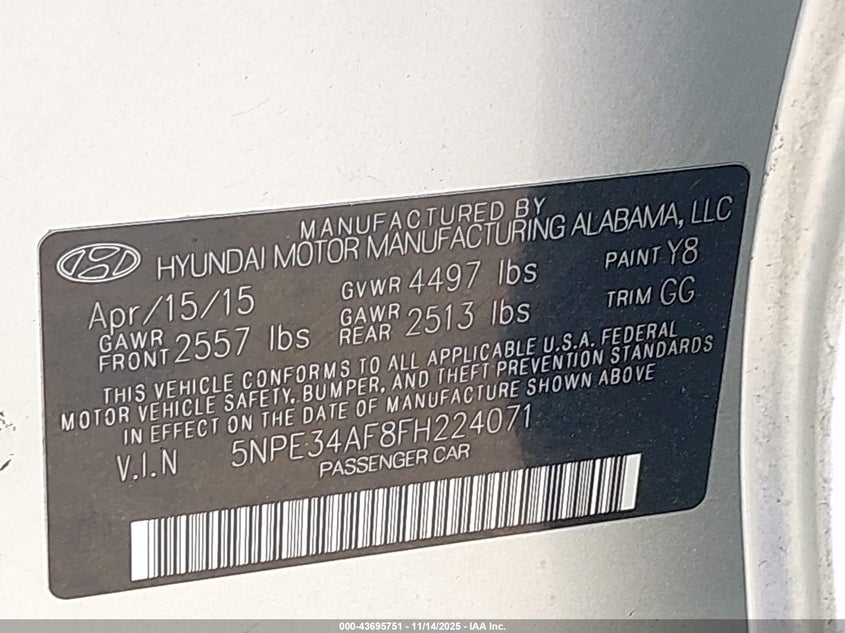 MANUFACTURED BY
HYUNDAI MOTOR MANUFACTURING ALABAMA, LLC
Apr/15/15 GVWR 4497 lbs PAINT Y8
GAWR FRONT 2557 lbs GAWR REAR 2513 lbs TRIM GG
THIS VEHICLE CONFORMS TO ALL APPLICABLE U.S.A. FEDERAL
MOTOR VEHICLE SAFETY, BUMPER, AND THEFT PREVENTION STANDARDS
IN EFFECT ON THE DATE OF MANUFACTURE SHOWN ABOVE
V.I.N 5NPE34AF8FH224071
PASSENGER CAR
000-43695751 - 11/14/2025 - IAA Inc.